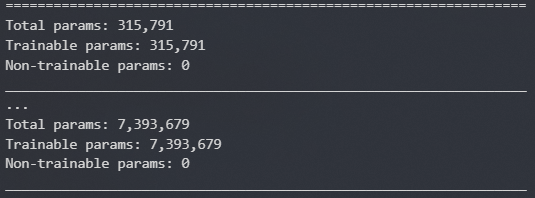 =================================================================
Total params: 315,791
Trainable params: 315,791
Non-trainable params: 0
_________________________________________________________________
...
Total params: 7,393,679
Trainable params: 7,393,679
Non-trainable params: 0
_________________________________________________________________